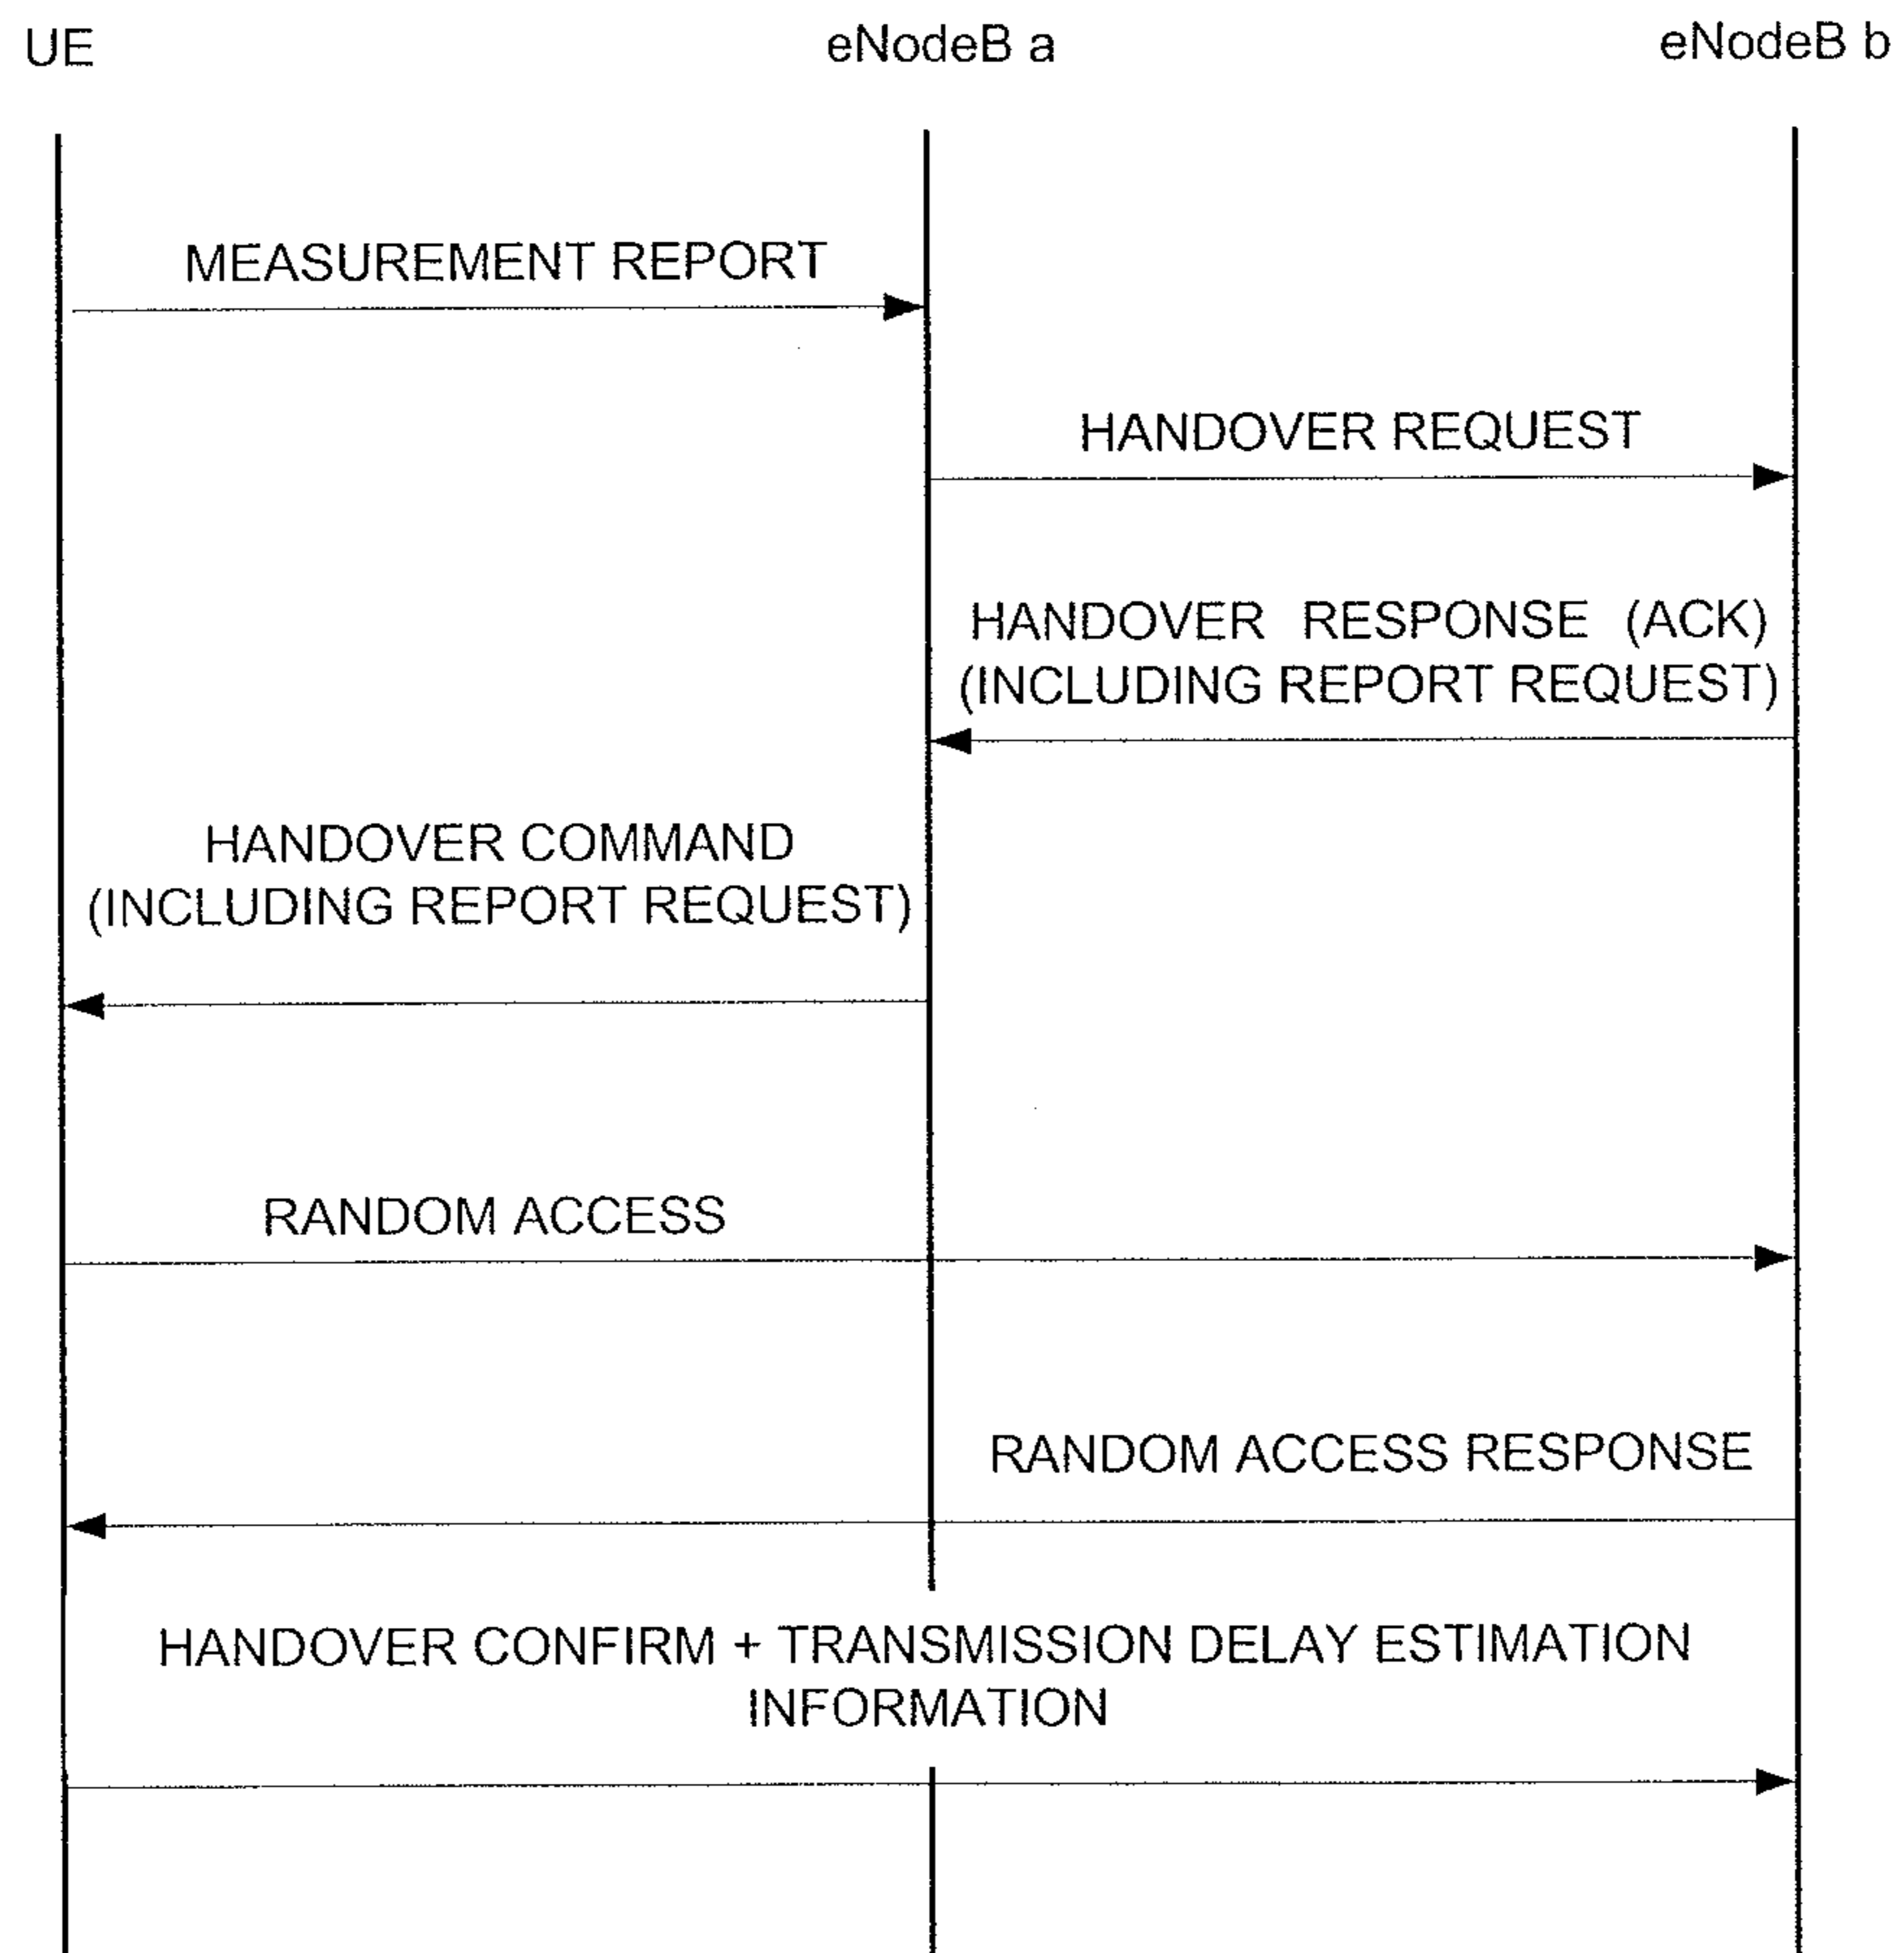 UE eNodeB a eNodeB b
MEASUREMENT REPORT
HANDOVER REQUEST
HANDOVER RESPONSE (ACK)
(INCLUDING REPORT REQUEST)
HANDOVER COMMAND
(INCLUDING REPORT REQUEST)
RANDOM ACCESS
RANDOM ACCESS RESPONSE
HANDOVER CONFIRM + TRANSMISSION DELAY ESTIMATION
INFORMATION